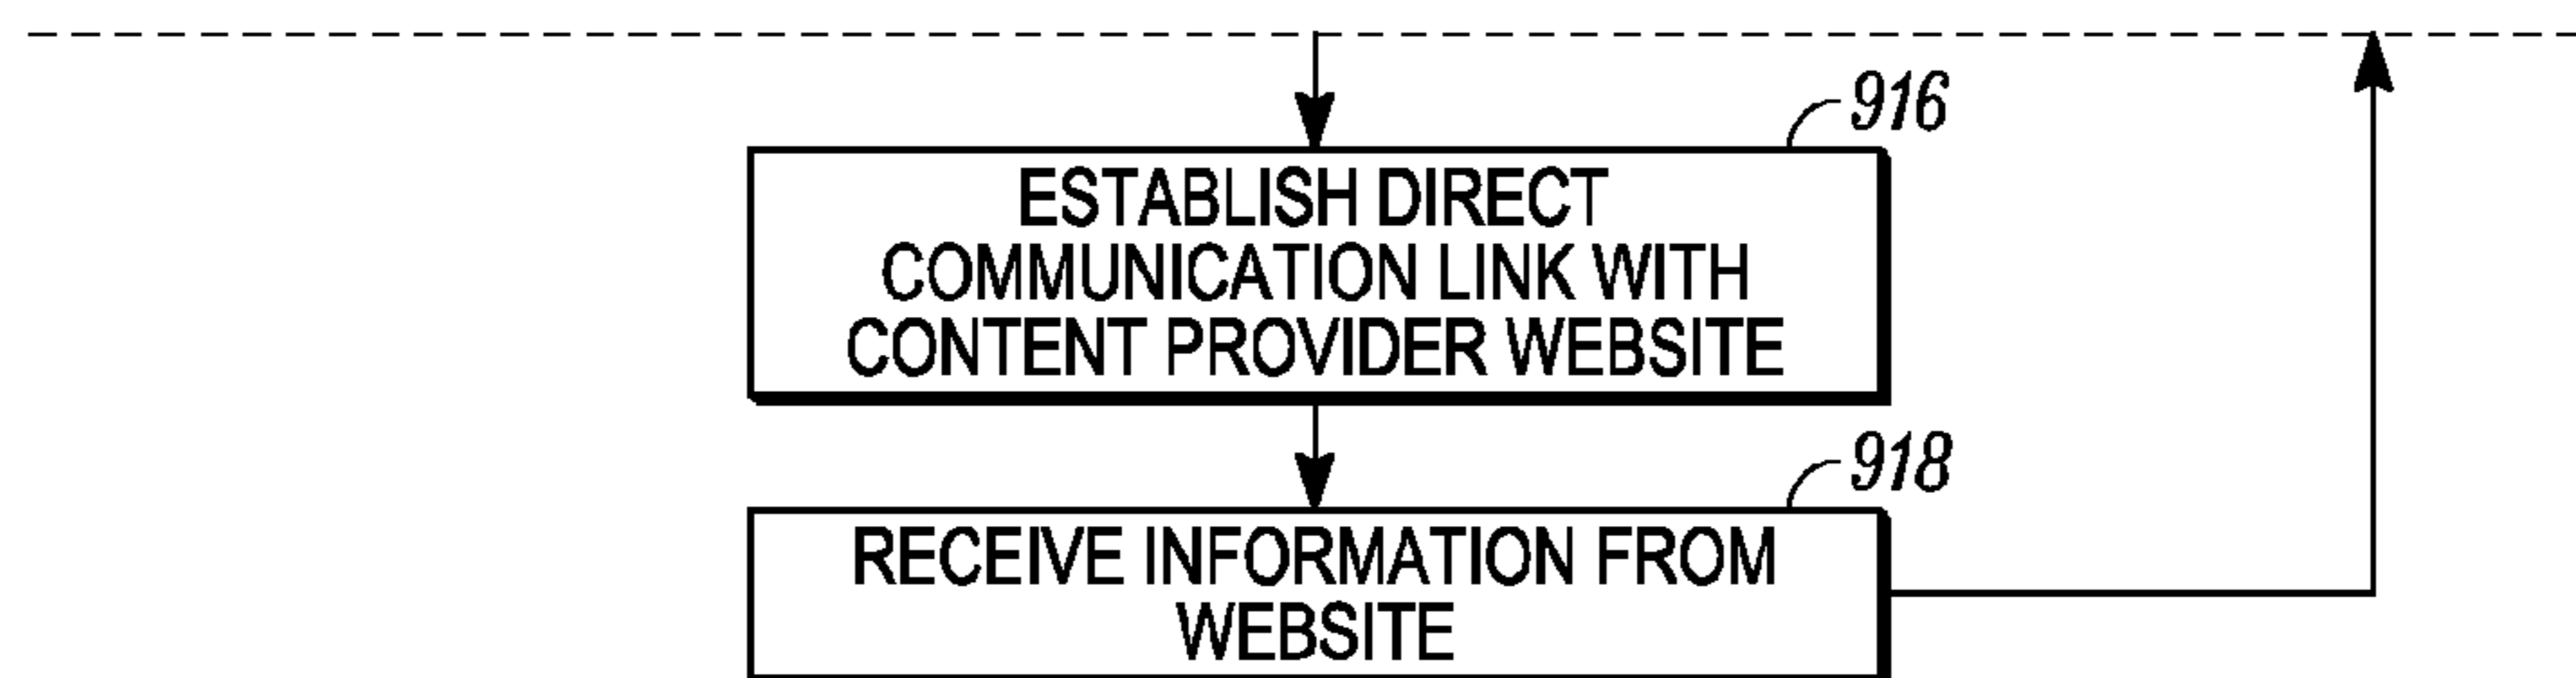 916
ESTABLISH DIRECT
COMMUNICATION LINK WITH
CONTENT PROVIDER WEBSITE
918
RECEIVE INFORMATION FROM
WEBSITE